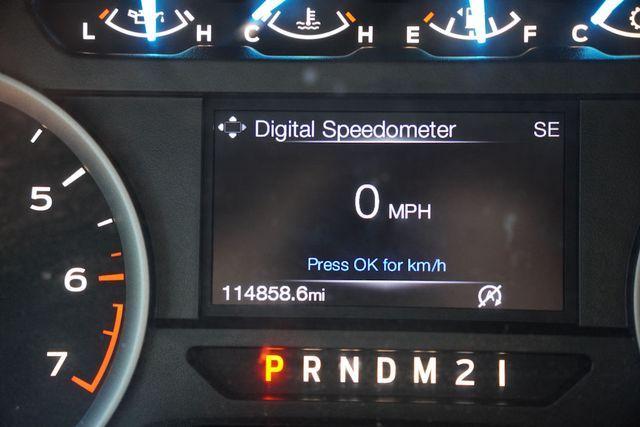 L H C H E F C
Digital Speedometer SE
5
0 MPH
6
Press OK for km/h
114858.6mi
7
P R N D M 2 1